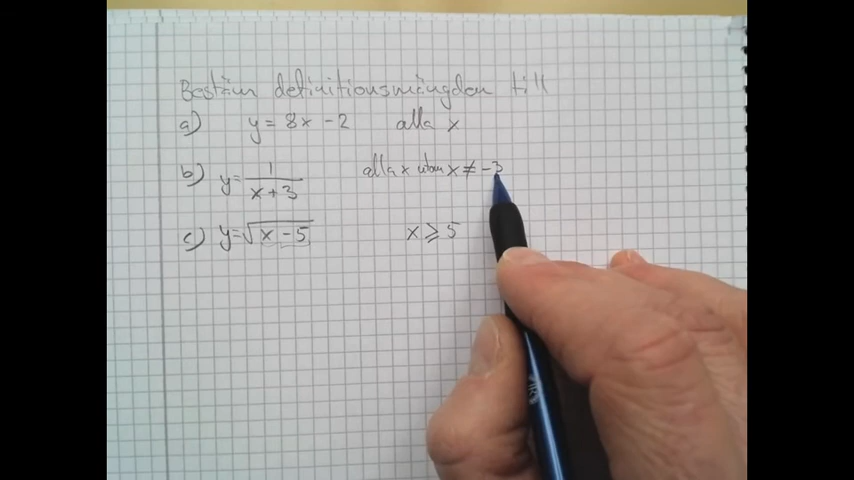 Bestäm definitionsmängden till
a) y = 8x - 2 alla x
b) y = 1/(x + 3) alla x utom x ≠ -3
c) y = √(x - 5) x ≥ 5